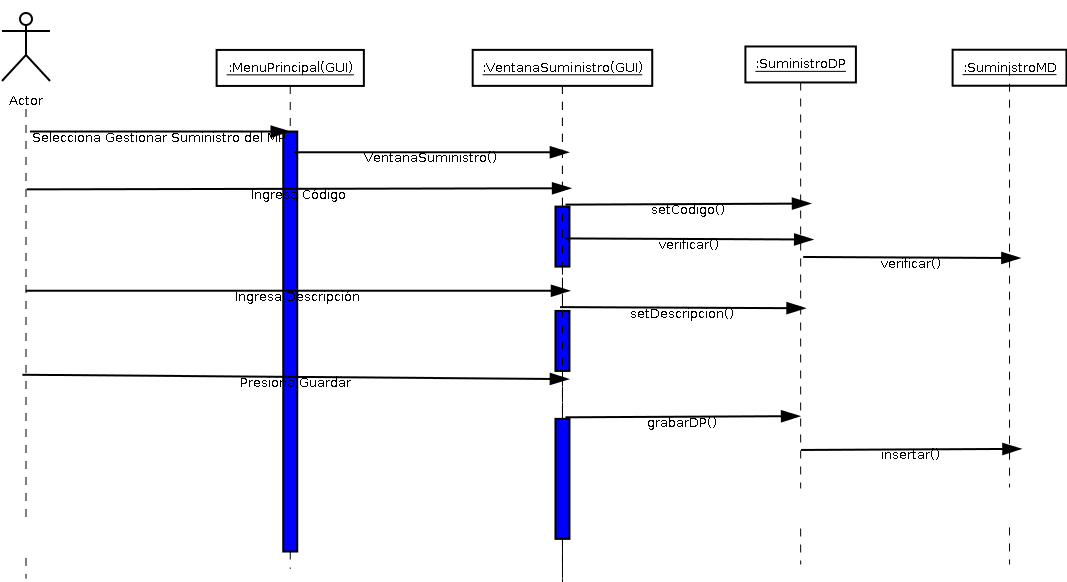 Actor
:MenuPrincipal(GUI)
:VentanaSuministro(GUI)
:SuministroDP
:SuministroMD
Selecciona Gestionar Suministro del MP
VentanaSuministro()
Ingresa Código
setCodigo()
verificar()
verificar()
Ingresa Descripción
setDescripcion()
Presiona Guardar
grabarDP()
insertar()